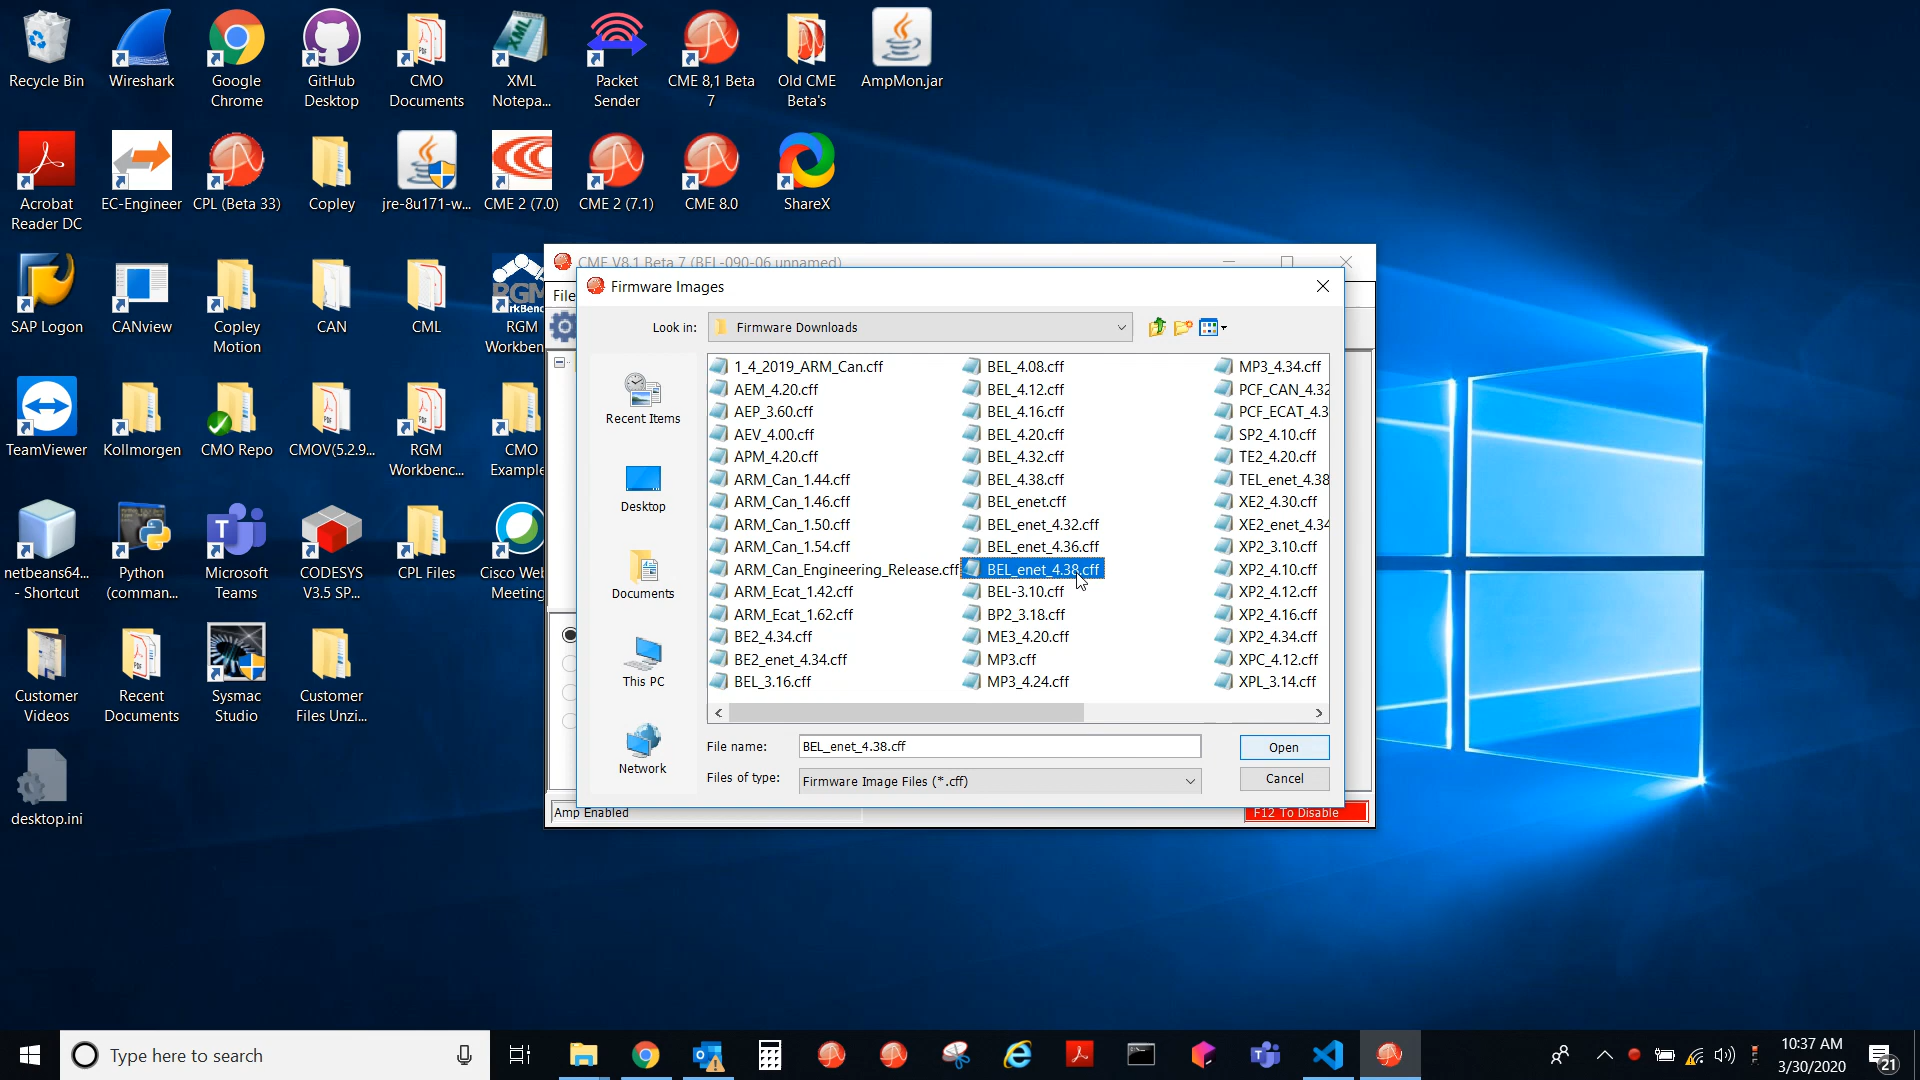 Recycle Bin
Wireshark
Google
Chrome
GitHub
Desktop
CMO
Documents
XML
Notepa...
Packet
Sender
CME 8,1 Beta
7
Old CME
Beta's
AmpMon.jar
Acrobat
Reader DC
EC-Engineer
CPL (Beta 33)
Copley
jre-8u171-w...
CME 2 (7.0)
CME 2 (7.1)
CME 8.0
ShareX
SAP Logon
CANview
Copley
Motion
CAN
CML
RGM
Workben
TeamViewer
Kollmorgen
CMO Repo
CMOV(5.2.9...
RGM
Workbenc...
CMO
Example
netbeans64...
- Shortcut
Python
(comman...
Microsoft
Teams
CODESYS
V3.5 SP...
CPL Files
Cisco Web
Meeting
Customer
Videos
Recent
Documents
Sysmac
Studio
Customer
Files Unzi...
desktop.ini
CME V8.1 Beta 7 (BEL-090-06 unnamed)
File
Firmware Images
Look in:
Firmware Downloads
Recent Items
Desktop
Documents
This PC
Network
1_4_2019_ARM_Can.cff
AEM_4.20.cff
AEP_3.60.cff
AEV_4.00.cff
APM_4.20.cff
ARM_Can_1.44.cff
ARM_Can_1.46.cff
ARM_Can_1.50.cff
ARM_Can_1.54.cff
ARM_Can_Engineering_Release.cff
ARM_Ecat_1.42.cff
ARM_Ecat_1.62.cff
BE2_4.34.cff
BE2_enet_4.34.cff
BEL_3.16.cff
BEL_4.08.cff
BEL_4.12.cff
BEL_4.16.cff
BEL_4.20.cff
BEL_4.32.cff
BEL_4.38.cff
BEL_enet.cff
BEL_enet_4.32.cff
BEL_enet_4.36.cff
BEL_enet_4.38.cff
BEL-3.10.cff
BP2_3.18.cff
ME3_4.20.cff
MP3.cff
MP3_4.24.cff
MP3_4.34.cff
PCF_CAN_4.32
PCF_ECAT_4.3
SP2_4.10.cff
TE2_4.20.cff
TEL_enet_4.38
XE2_4.30.cff
XE2_enet_4.34
XP2_3.10.cff
XP2_4.10.cff
XP2_4.12.cff
XP2_4.16.cff
XP2_4.34.cff
XPC_4.12.cff
XPL_3.14.cff
File name:
BEL_enet_4.38.cff
Open
Files of type:
Firmware Image Files (*.cff)
Cancel
Amp Enabled
F12 To Disable
Type here to search
10:37 AM
3/30/2020
21